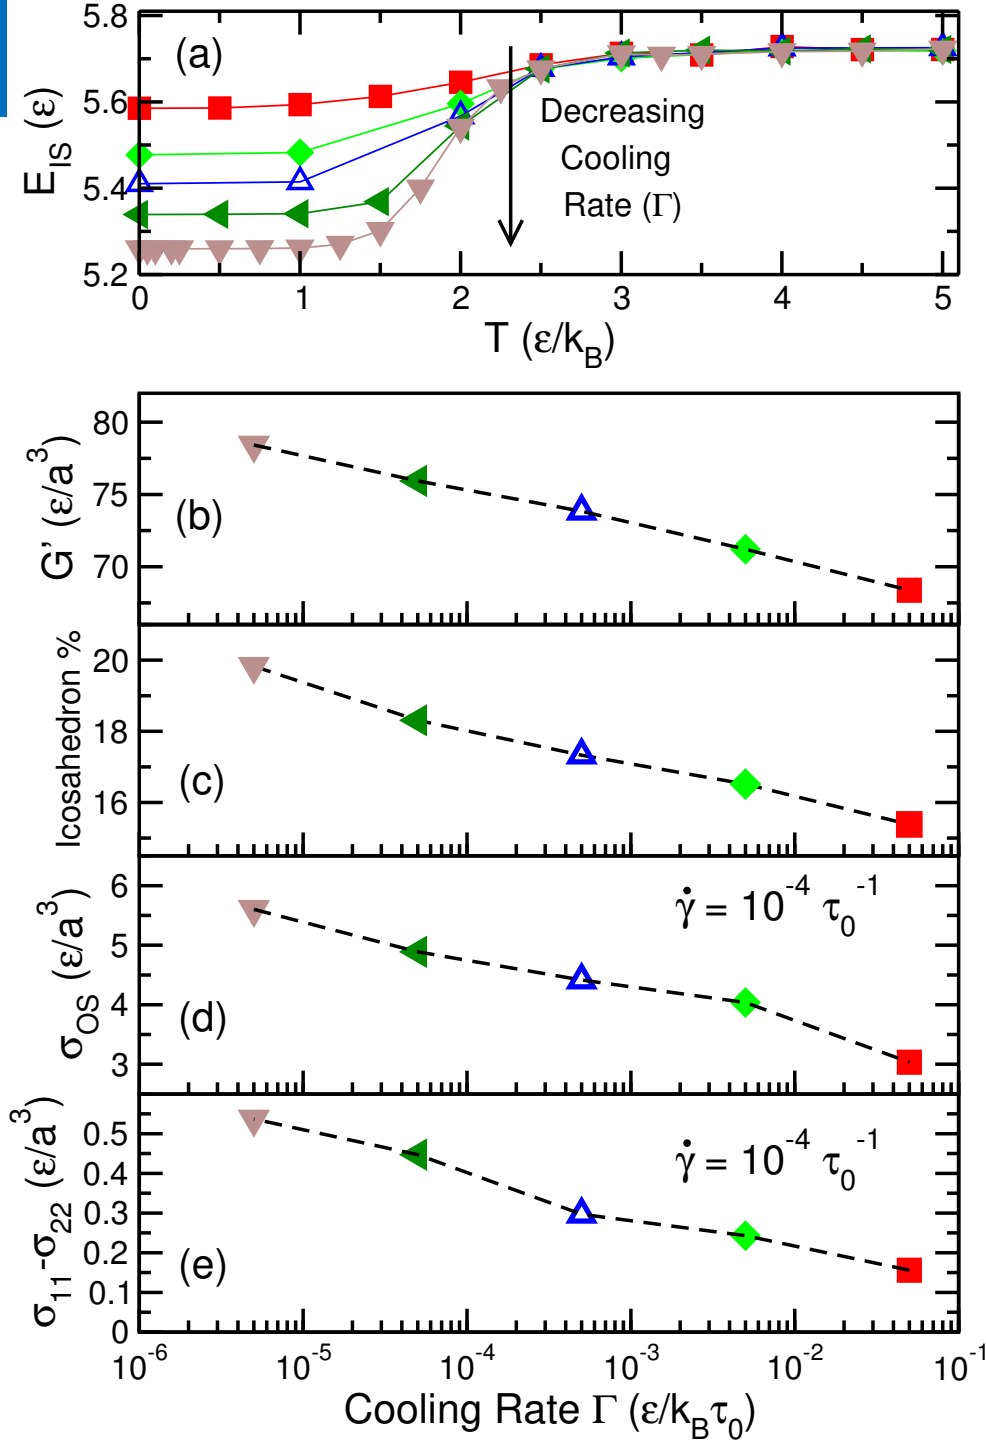 5.8
5.6
5.4
5.2
E_IS (ε)
(a)
Decreasing
Cooling
Rate (Γ)
0 1 2 3 4 5
T (ε/k_B)
80
75
70
G' (ε/a^3)
(b)
20
18
16
Icosahedron %
(c)
6
5
4
3
σ_OS (ε/a^3)
(d)
γ̇ = 10^-4 τ_0^-1
0.5
0.4
0.3
0.2
0.1
0
σ_11-σ_22 (ε/a^3)
(e)
γ̇ = 10^-4 τ_0^-1
10^-6 10^-5 10^-4 10^-3 10^-2 10^-1
Cooling Rate Γ (ε/k_Bτ_0)